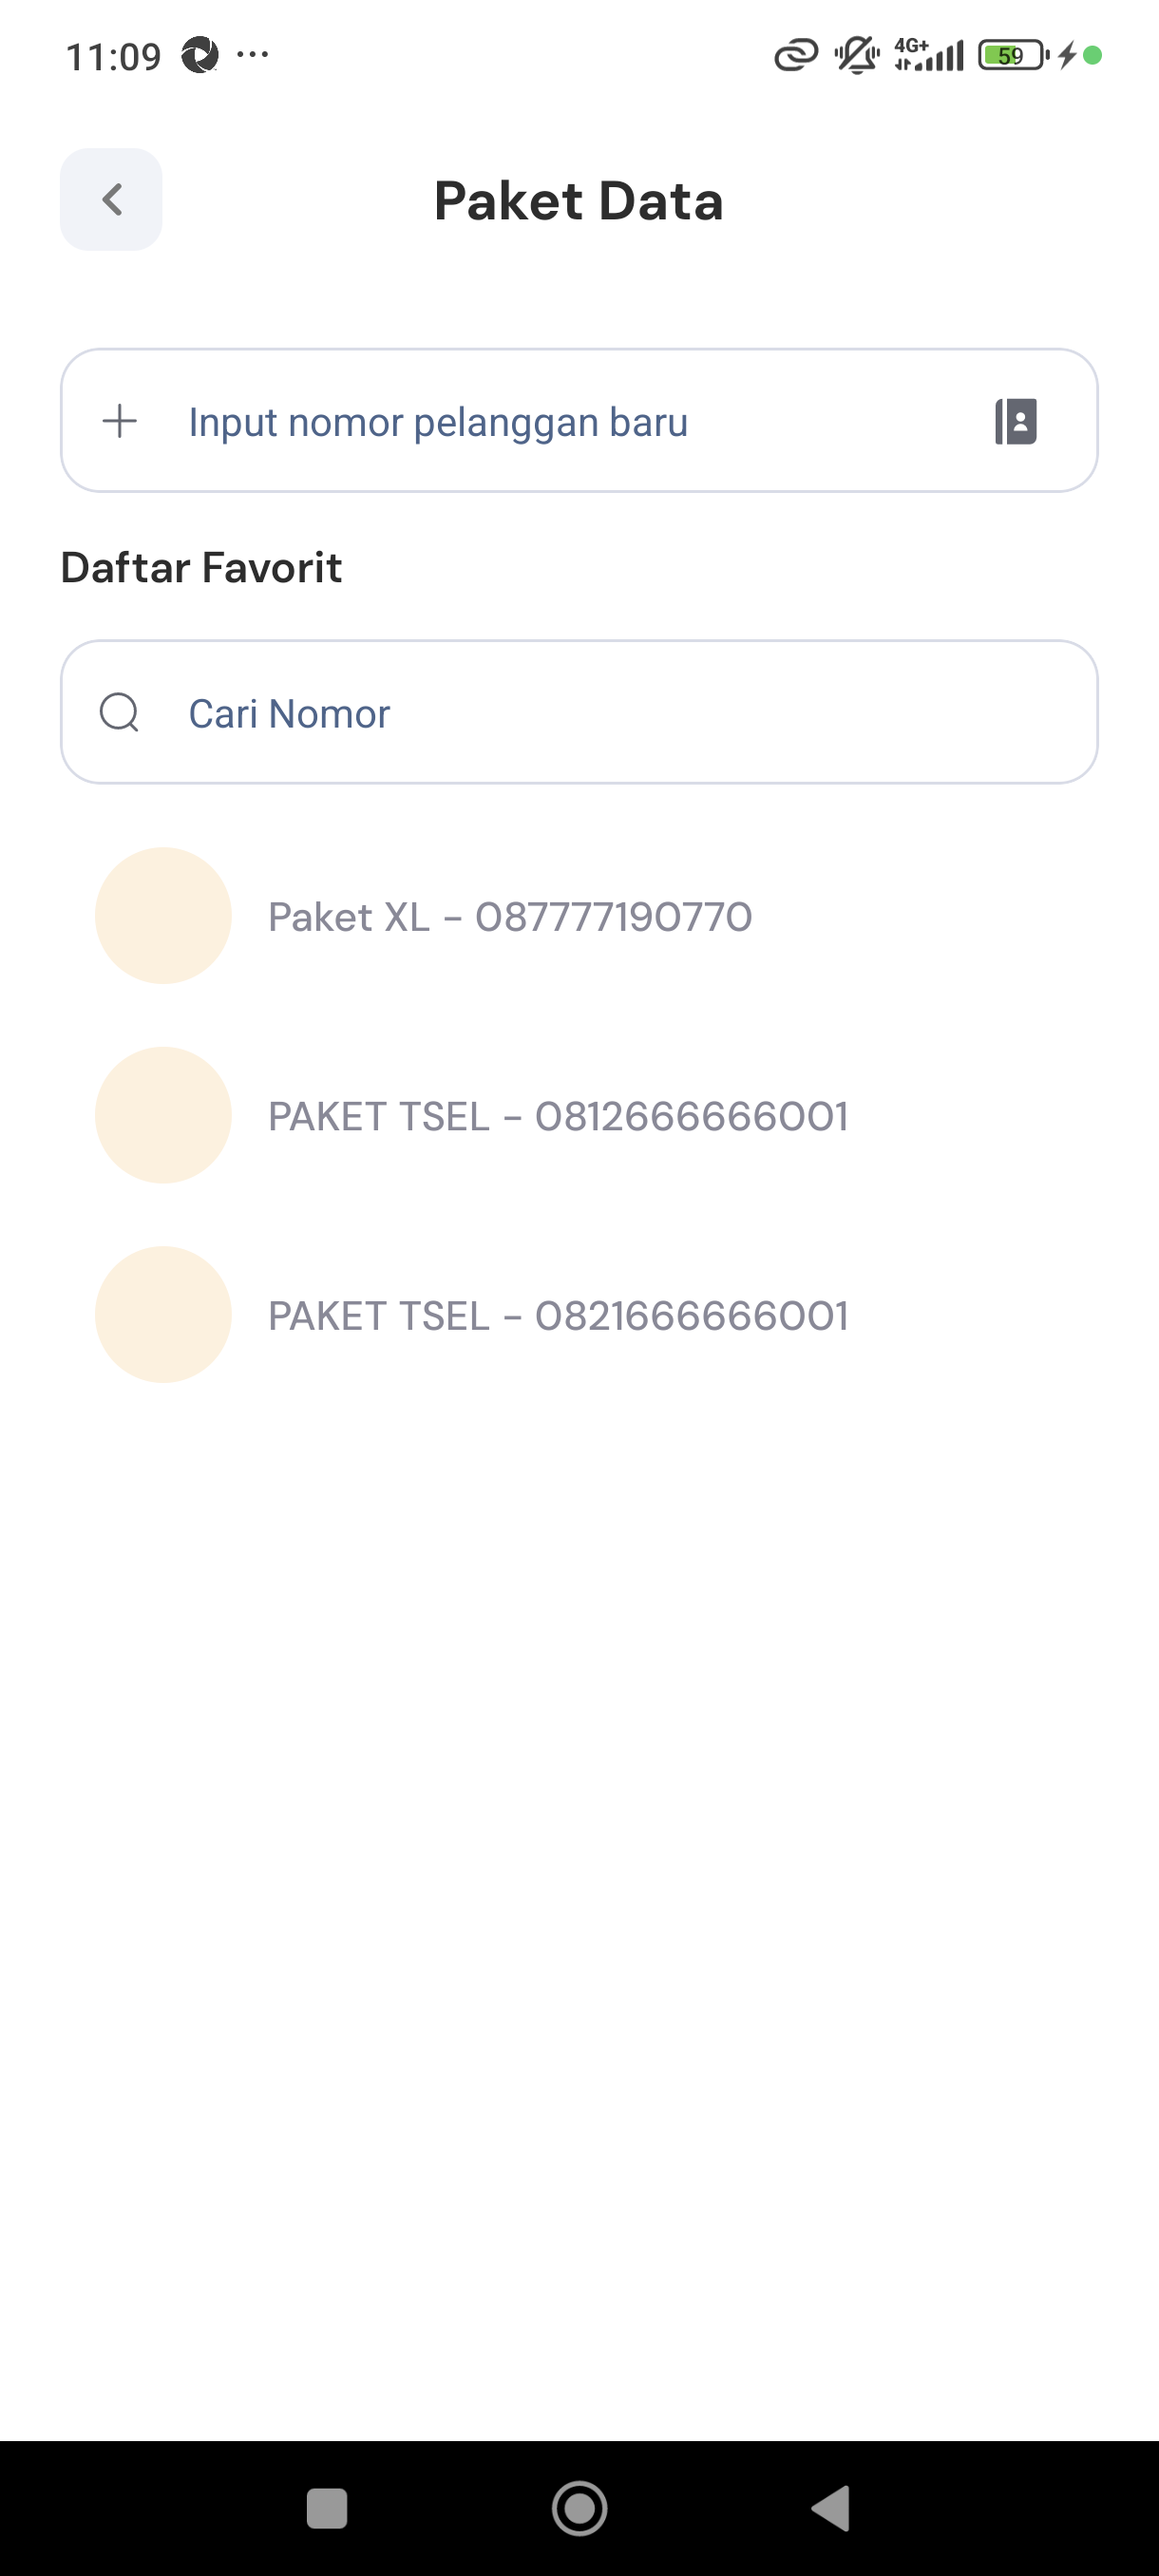 11:09
4G+
59
Paket Data
Input nomor pelanggan baru
Daftar Favorit
Cari Nomor
Paket XL - 087777190770
PAKET TSEL - 0812666666001
PAKET TSEL - 0821666666001